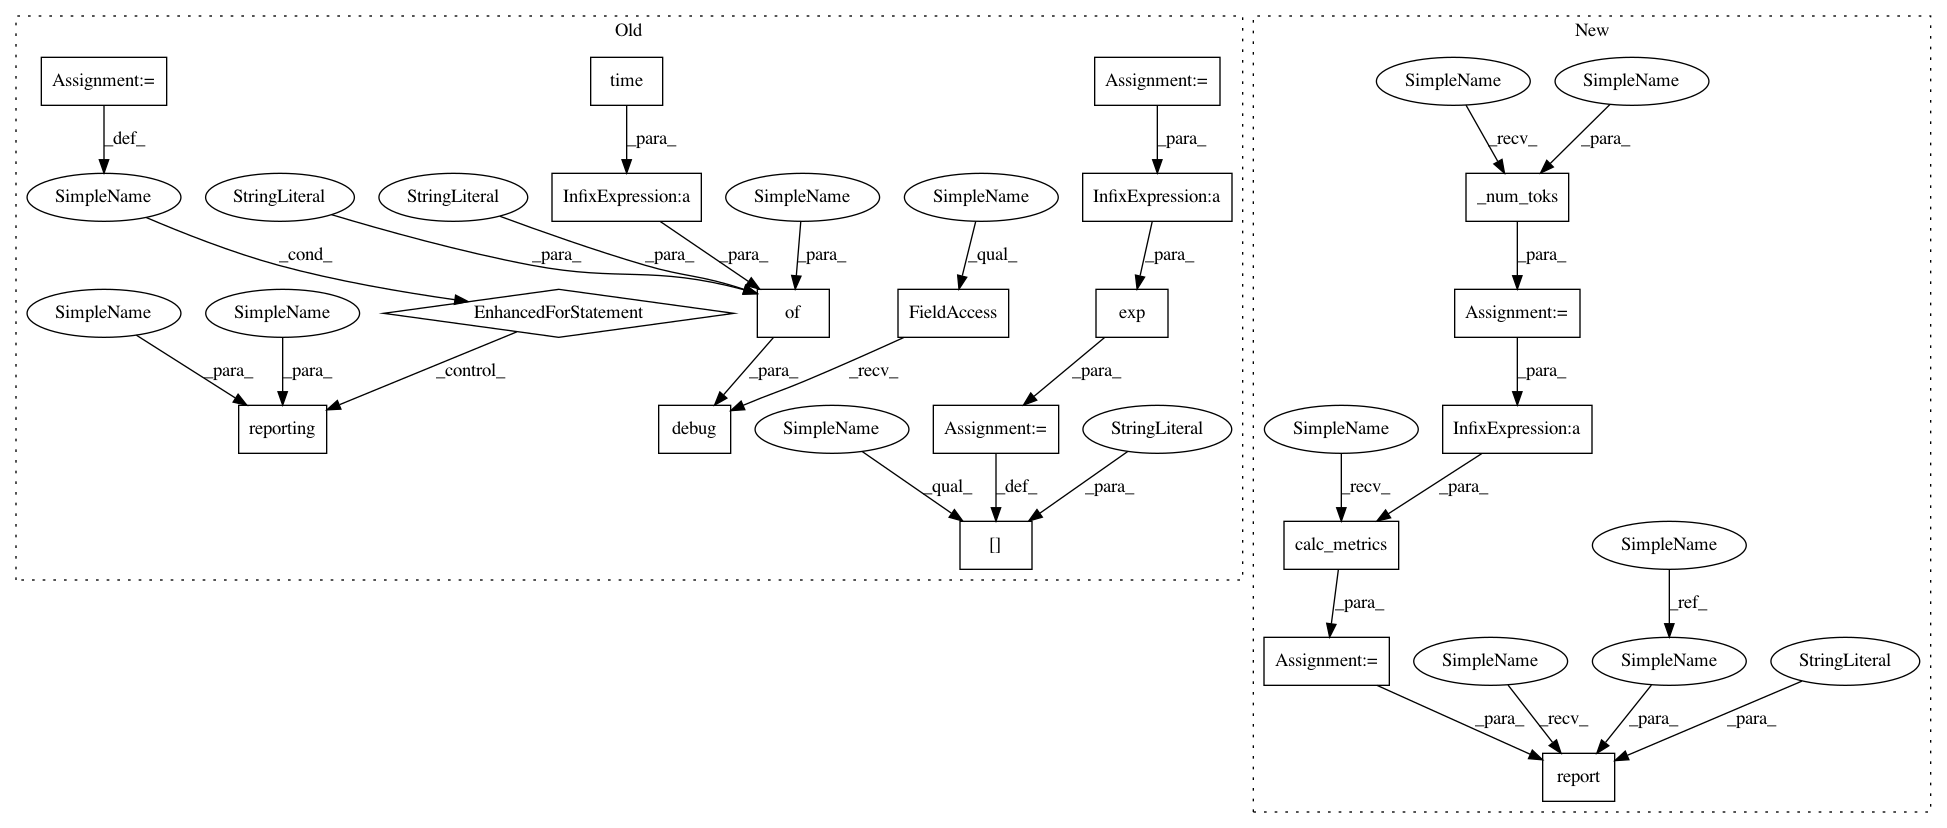 Old
New
Assignment:=
time
Assignment:=
SimpleName
SimpleName
_def_
_para_
_para_
_recv_
_para_
SimpleName
StringLiteral
StringLiteral
InfixExpression:a
SimpleName
SimpleName
InfixExpression:a
_num_toks
_cond_
_para_
_para_
_para_
_para_
_qual_
_para_
_para_
SimpleName
SimpleName
EnhancedForStatement
of
FieldAccess
exp
Assignment:=
_para_
_para_
_control_
_para_
_recv_
_para_
_para_
reporting
debug
SimpleName
Assignment:=
StringLiteral
SimpleName
InfixExpression:a
_qual_
_def_
_para_
_recv_
_para_
[]
calc_metrics
SimpleName
_para_
_ref_
Assignment:=
SimpleName
SimpleName
StringLiteral
_para_
_recv_
_para_
_para_
report